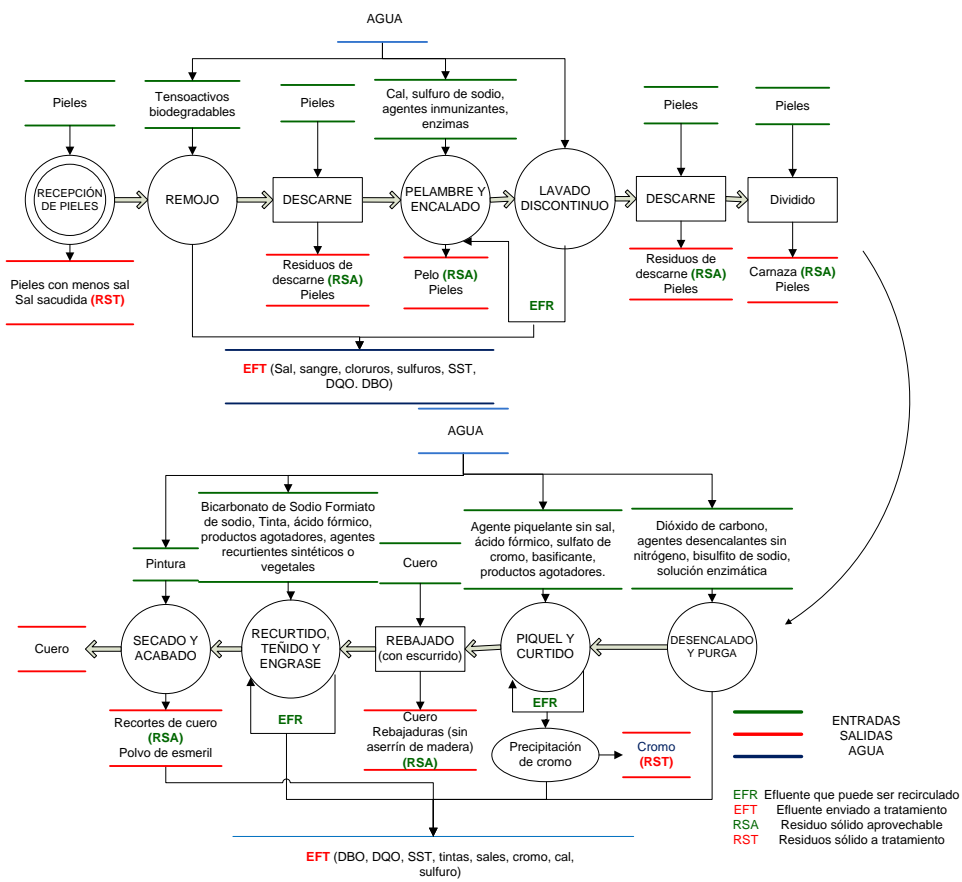 AGUA
Pieles
Tensoactivos
biodegradables
Pieles
Cal, sulfuro de sodio,
agentes inmunizantes,
enzimas
Pieles
Pieles
RECEPCIÓN
DE PIELES
REMOJO
DESCARNE
PELAMBRE Y
ENCALADO
LAVADO
DISCONTINUO
DESCARNE
Dividido
Pieles con menos sal
Sal sacudida (RST)
Residuos de
descarne (RSA)
Pieles
Pelo (RSA)
Pieles
EFR
Residuos de
descarne (RSA)
Pieles
Carnaza (RSA)
Pieles
EFT (Sal, sangre, cloruros, sulfuros, SST,
DQO. DBO)
AGUA
Pintura
Bicarbonato de Sodio Formiato
de sodio, Tinta, ácido fórmico,
productos agotadores, agentes
recurtientes sintéticos o
vegetales
Cuero
Agente piquelante sin sal,
ácido fórmico, sulfato de
cromo, basificante,
productos agotadores.
Dióxido de carbono,
agentes desencalantes sin
nitrógeno, bisulfito de sodio,
solución enzimática
Cuero
SECADO Y
ACABADO
RECURTIDO,
TEÑIDO Y
ENGRASE
REBAJADO
(con escurrido)
PIQUEL Y
CURTIDO
DESENCALADO
Y PURGA
Recortes de cuero
(RSA)
Polvo de esmeril
EFR
Cuero
Rebajaduras (sin
aserrín de madera)
(RSA)
EFR
Precipitación
de cromo
Cromo
(RST)
ENTRADAS
SALIDAS
AGUA
EFR Efluente que puede ser recirculado
EFT Efluente enviado a tratamiento
RSA Residuo sólido aprovechable
RST Residuos sólido a tratamiento
EFT (DBO, DQO, SST, tintas, sales, cromo, cal,
sulfuro)